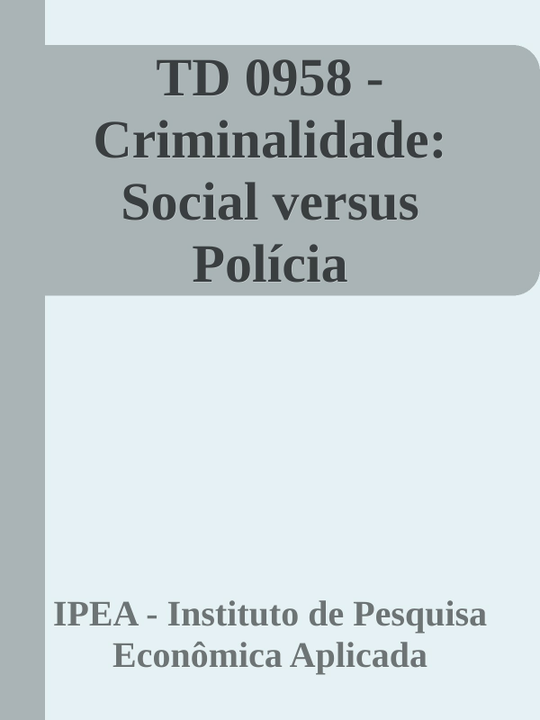 TD 0958 -
Criminalidade:
Social versus
Polícia
IPEA - Instituto de Pesquisa
Econômica Aplicada